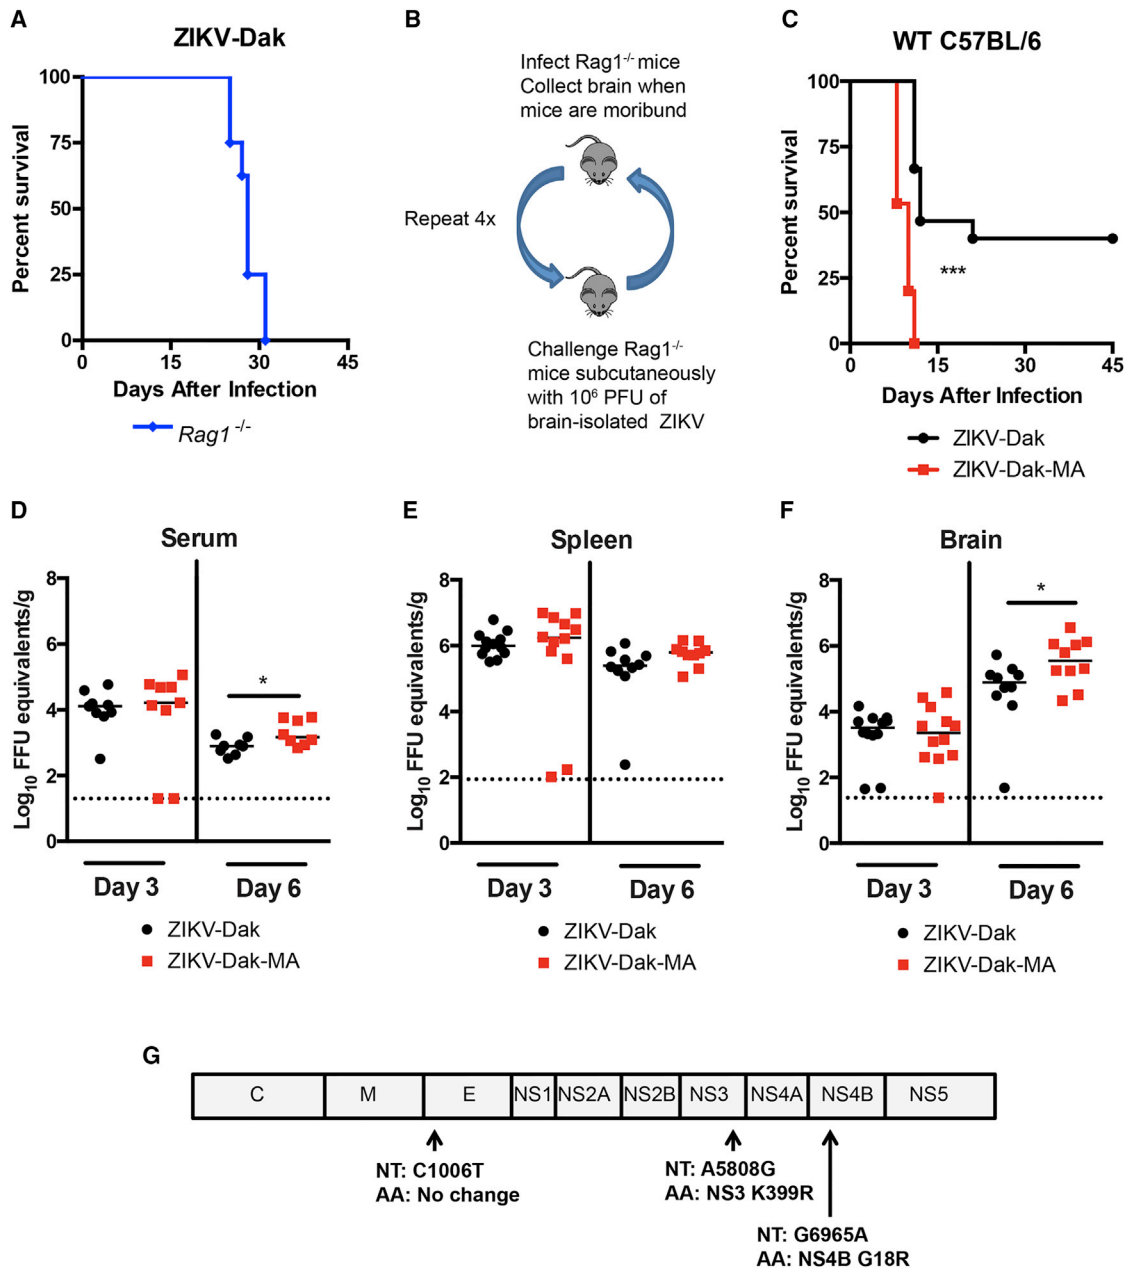 A
ZIKV-Dak
Percent survival
100
75
50
25
0
0 15 30 45
Days After Infection
Rag1 -/-
B
Infect Rag1-/- mice
Collect brain when
mice are moribund
Repeat 4x
Challenge Rag1-/-
mice subcutaneously
with 10⁶ PFU of
brain-isolated ZIKV
C
WT C57BL/6
Percent survival
100
75
50
25
0
***
0 15 30 45
Days After Infection
ZIKV-Dak
ZIKV-Dak-MA
D
Serum
Log₁₀ FFU equivalents/g
8
6
4
2
0
*
Day 3 Day 6
ZIKV-Dak
ZIKV-Dak-MA
E
Spleen
Log₁₀ FFU equivalents/g
8
6
4
2
0
Day 3 Day 6
ZIKV-Dak
ZIKV-Dak-MA
F
Brain
Log₁₀ FFU equivalents/g
8
6
4
2
0
*
Day 3 Day 6
ZIKV-Dak
ZIKV-Dak-MA
G
C M E NS1 NS2A NS2B NS3 NS4A NS4B NS5
NT: C1006T
AA: No change
NT: A5808G
AA: NS3 K399R
NT: G6965A
AA: NS4B G18R